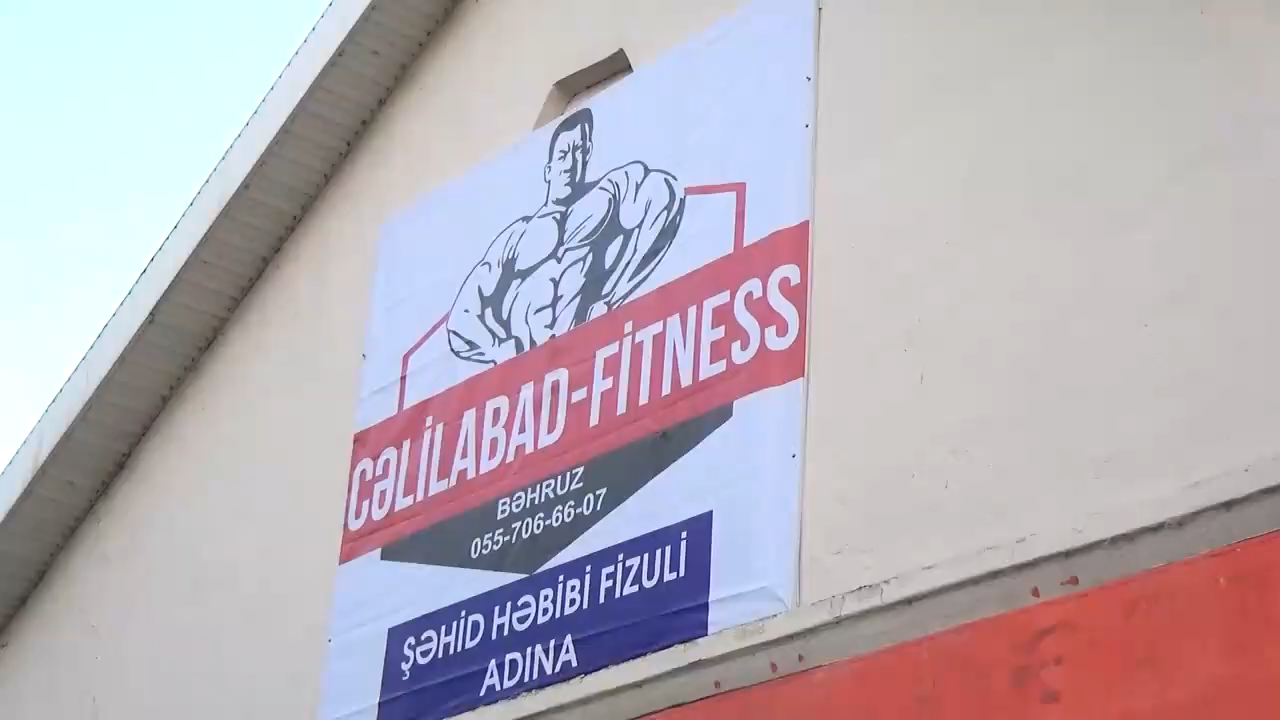 CƏLİLABAD-FİTNESS
BƏHRUZ
055-706-66-07
ŞƏHİD HƏBİBİ FİZULİ
ADINA